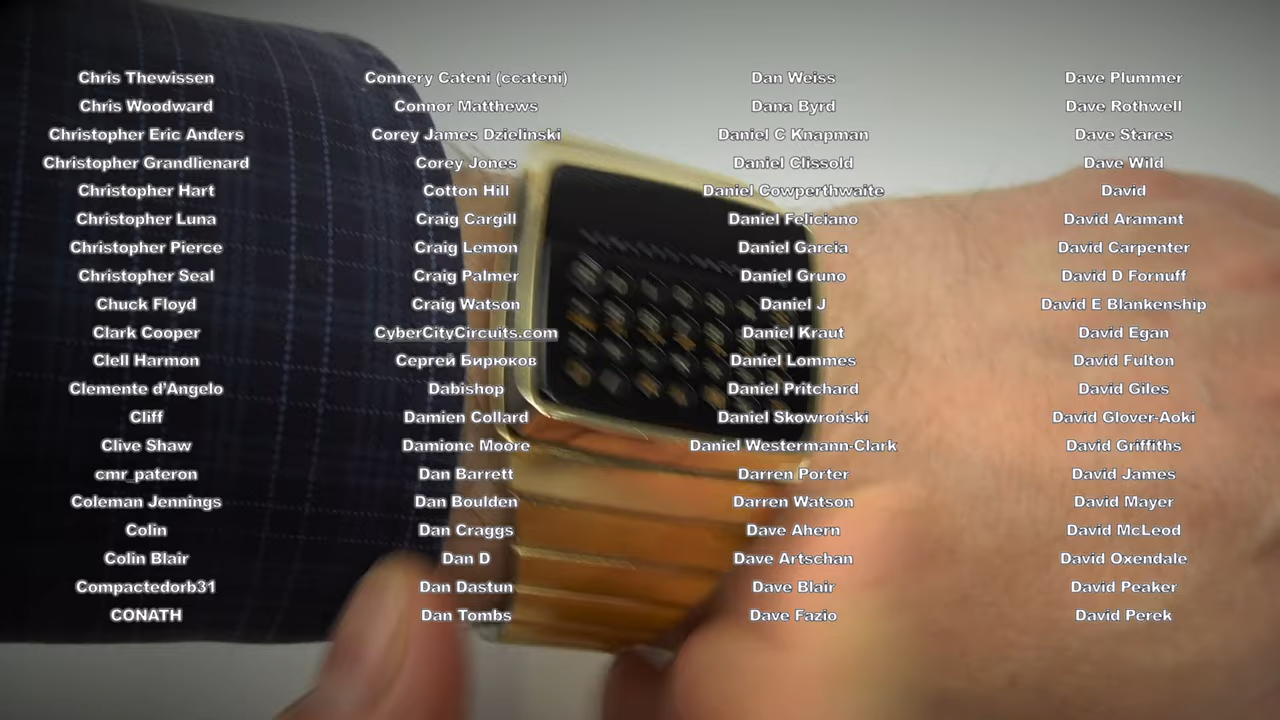 Chris Thewissen
Chris Woodward
Christopher Eric Anders
Christopher Grandlienard
Christopher Hart
Christopher Luna
Christopher Pierce
Christopher Seal
Chuck Floyd
Clark Cooper
Clell Harmon
Clemente d'Angelo
Cliff
Clive Shaw
cmr_pateron
Coleman Jennings
Colin
Colin Blair
Compactedorb31
CONATH
Connery Cateni (ccateni)
Connor Matthews
Corey James Dzielinski
Corey Jones
Cotton Hill
Craig Cargill
Craig Lemon
Craig Palmer
Craig Watson
CyberCityCircuits.com
Сергей Бирюков
Dabishop
Damien Collard
Damione Moore
Dan Barrett
Dan Boulden
Dan Craggs
Dan D
Dan Dastun
Dan Tombs
Dan Weiss
Dana Byrd
Daniel C Knapman
Daniel Clissold
Daniel Cowperthwaite
Daniel Feliciano
Daniel Garcia
Daniel Gruno
Daniel J
Daniel Kraut
Daniel Lommes
Daniel Pritchard
Daniel Skowroński
Daniel Westermann-Clark
Darren Porter
Darren Watson
Dave Ahern
Dave Artschan
Dave Blair
Dave Fazio
Dave Plummer
Dave Rothwell
Dave Stares
Dave Wild
David
David Aramant
David Carpenter
David D Fornuff
David E Blankenship
David Egan
David Fulton
David Giles
David Glover-Aoki
David Griffiths
David James
David Mayer
David McLeod
David Oxendale
David Peaker
David Perek